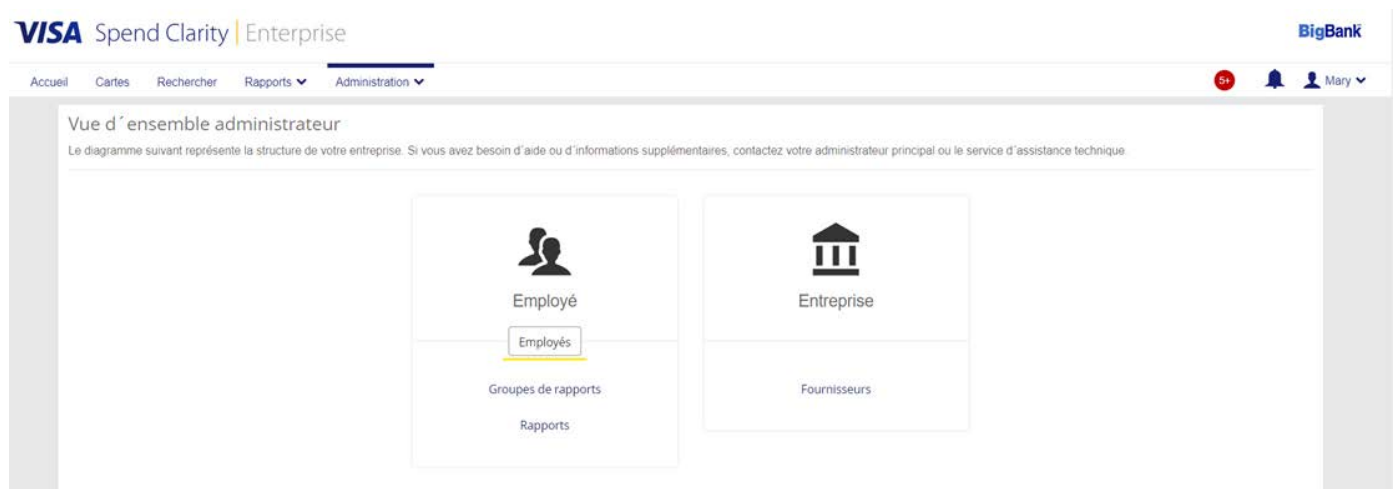 VISA Spend Clarity | Enterprise
BigBank
Accueil Cartes Rechercher Rapports Administration 5+ Mary
Vue d´ensemble administrateur
Le diagramme suivant représente la structure de votre entreprise. Si vous avez besoin d´aide ou d´informations supplémentaires, contactez votre administrateur principal ou le service d´assistance technique.
Employé
Entreprise
Employés
Groupes de rapports
Fournisseurs
Rapports